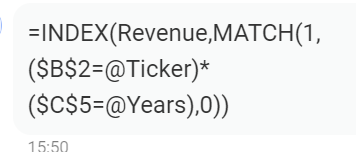 =INDEX(Revenue,MATCH(1,
($B$2=@Ticker)*
($C$5=@Years),0))
15:50